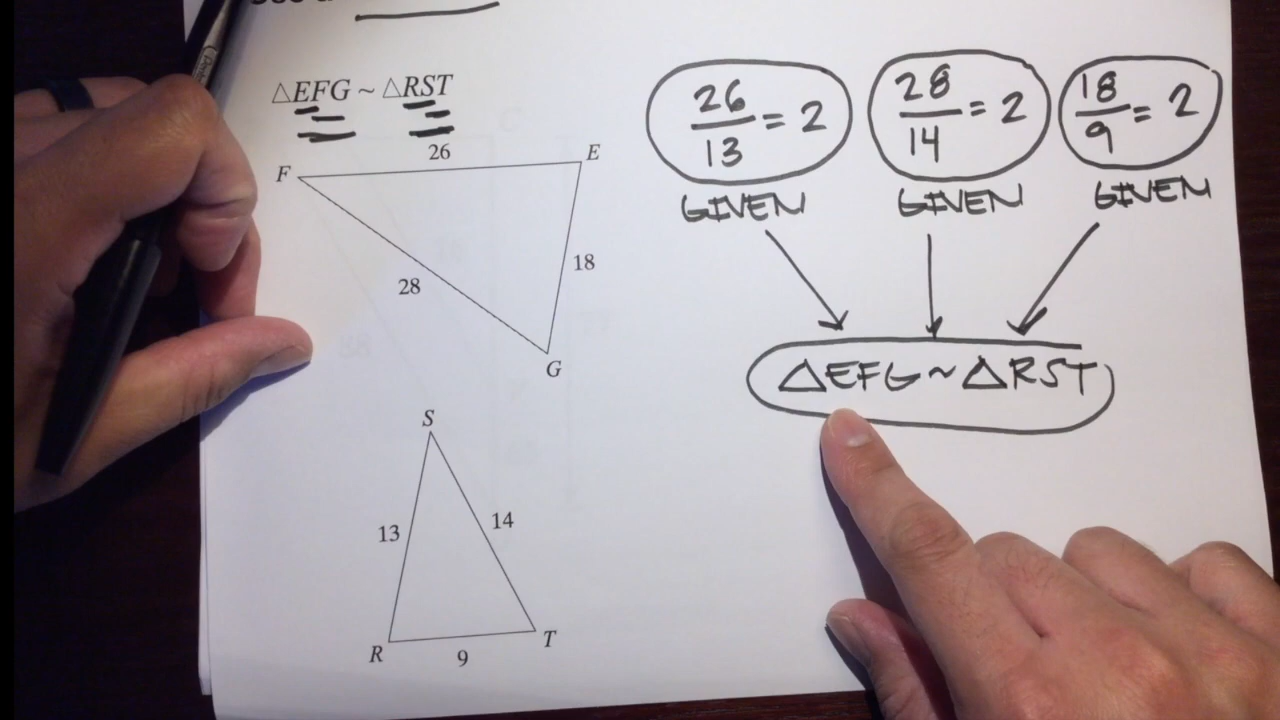 △EFG ~ △RST
26
F
E
28
18
G
S
13
14
R
9
T
26/13 = 2
28/14 = 2
18/9 = 2
GIVEN
GIVEN
GIVEN
△EFG ~ △RST